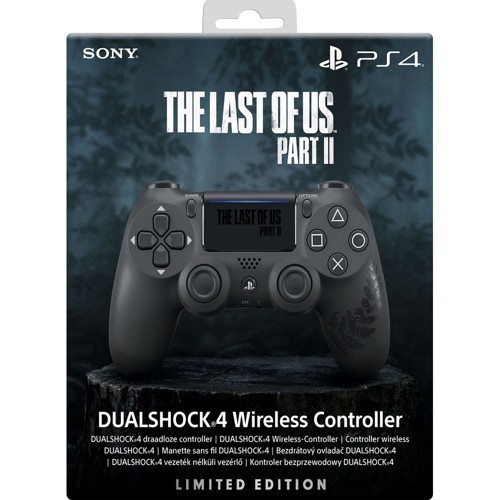 SONY
PS4
THE LAST OF US
PART II
SHARE
OPTIONS
THE LAST OF US
PART II
DUALSHOCK®4 Wireless Controller
DUALSHOCK®4 draadloze controller | DUALSHOCK®4 Wireless-Controller | Controller wireless
DUALSHOCK®4 | Manette sans fil DUALSHOCK®4 | Bezdrátový ovladač DUALSHOCK®4
| DUALSHOCK®4 vezeték nélküli vezérlő | Kontroler bezprzewodowy DUALSHOCK®4
LIMITED EDITION